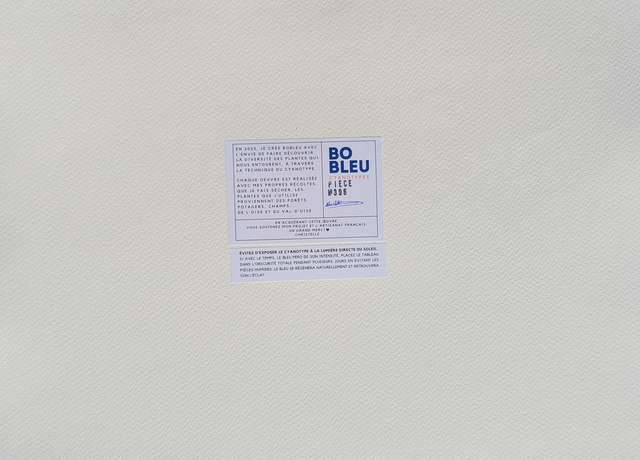 EN 2023, JE CRÉE BOBLEU AVEC
L'ENVIE DE FAIRE DÉCOUVRIR
LA DIVERSITÉ DES PLANTES QUI
NOUS ENTOURENT, À TRAVERS
LA TECHNIQUE DU CYANOTYPE.
CHAQUE OEUVRE EST RÉALISÉE
AVEC MES PROPRES RÉCOLTES,
QUE JE FAIS SÉCHER. LES
PLANTES QUE J'UTILISE
PROVIENNENT DES FORÊTS,
POTAGERS, CHAMPS
DE L'OISE ET DU VAL-D'OISE
BO
BLEU
CYANOTYPES
PIECE
N°396
EN ACQUÉRANT CETTE ŒUVRE,
VOUS SOUTENEZ MON PROJET ET L'ARTISANAT FRANÇAIS.
UN GRAND MERCI
CHRISTELLE
ÉVITEZ D'EXPOSER LE CYANOTYPE À LA LUMIÈRE DIRECTE DU SOLEIL.
SI AVEC LE TEMPS, LE BLEU PERD DE SON INTENSITÉ, PLACEZ LE TABLEAU
DANS L'OBSCURITÉ TOTALE PENDANT PLUSIEURS JOURS EN ÉVITANT LES
PIÈCES HUMIDES, LE BLEU SE RÉGÉNÈRA NATURELLEMENT ET RETROUVERA
SON ÉCLAT.